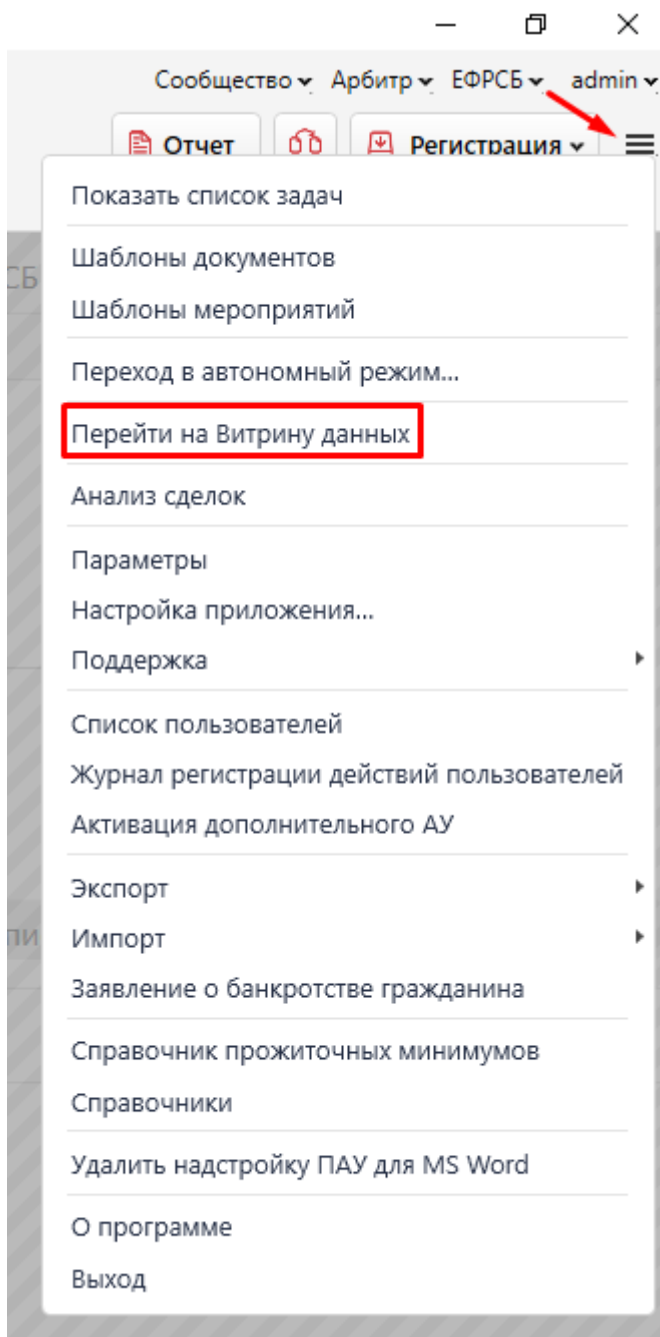 Сообщество Арбитр ЕФРСБ admin
Отчет Регистрация
Показать список задач
Шаблоны документов
СБ
Шаблоны мероприятий
Переход в автономный режим...
Перейти на Витрину данных
Анализ сделок
Параметры
Настройка приложения...
Поддержка
Список пользователей
Журнал регистрации действий пользователей
Активация дополнительного АУ
Экспорт
пи
Импорт
Заявление о банкротстве гражданина
Справочник прожиточных минимумов
Справочники
Удалить надстройку ПАУ для MS Word
О программе
Выход